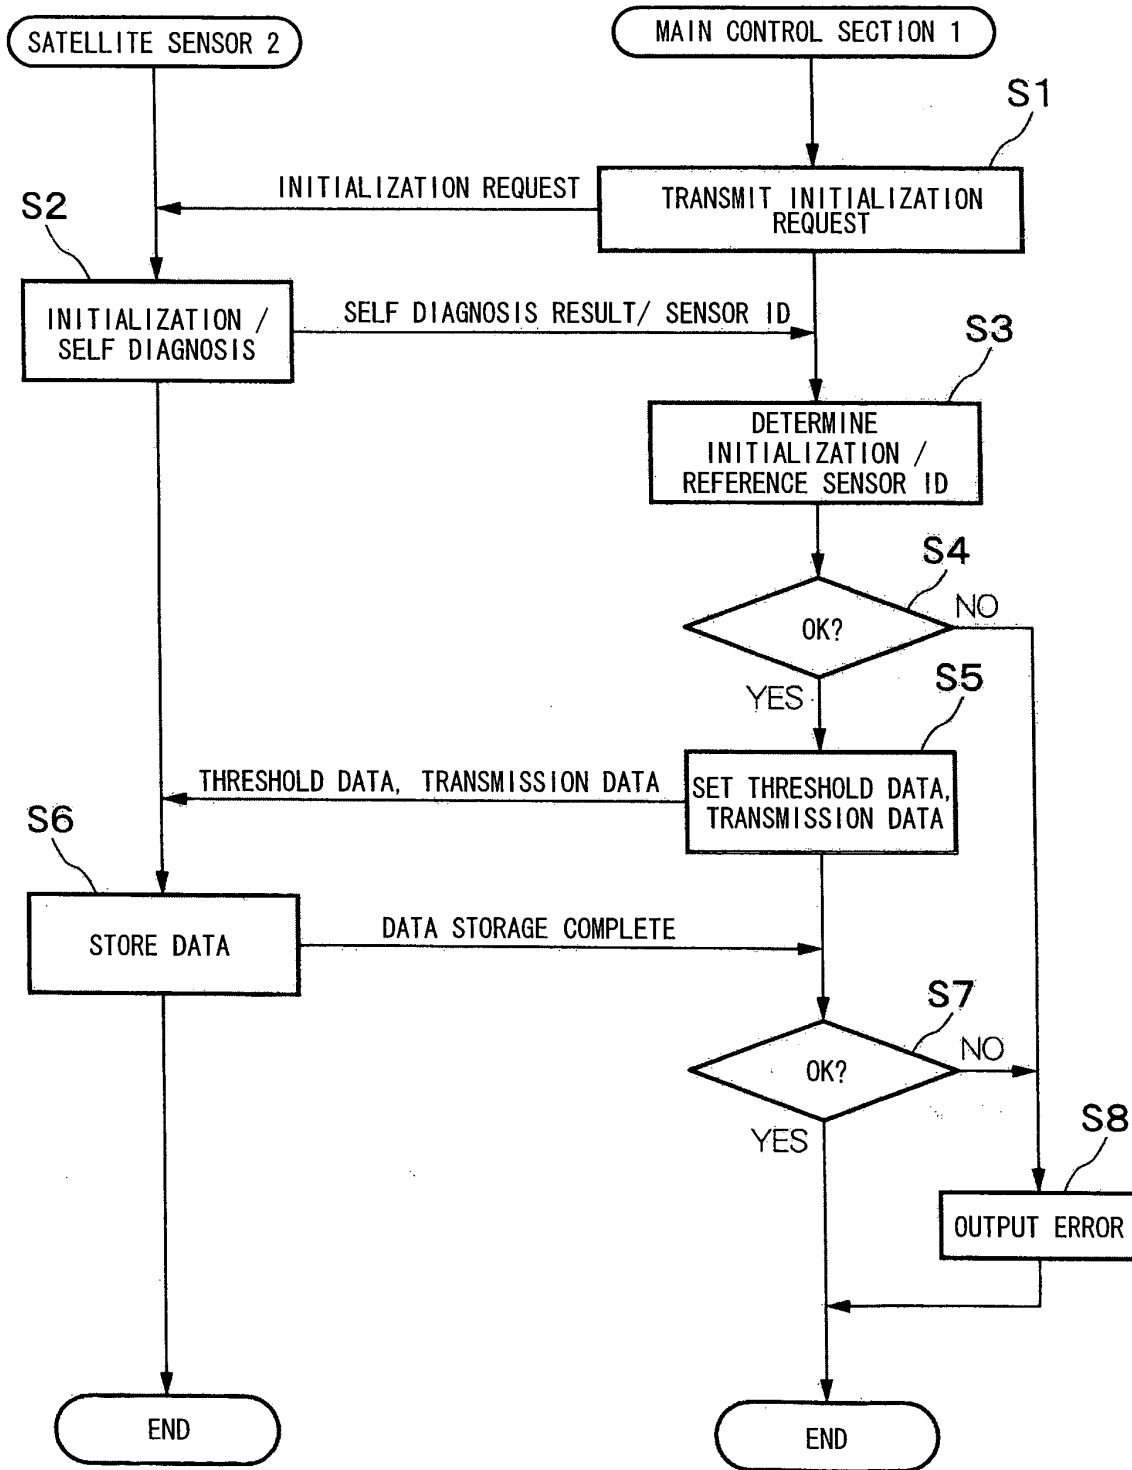 SATELLITE SENSOR 2
MAIN CONTROL SECTION 1
S1
TRANSMIT INITIALIZATION
REQUEST
INITIALIZATION REQUEST
S2
INITIALIZATION /
SELF DIAGNOSIS
SELF DIAGNOSIS RESULT/ SENSOR ID
S3
DETERMINE
INITIALIZATION /
REFERENCE SENSOR ID
S4
OK?
NO
YES
S5
SET THRESHOLD DATA,
TRANSMISSION DATA
THRESHOLD DATA, TRANSMISSION DATA
S6
STORE DATA
DATA STORAGE COMPLETE
S7
OK?
NO
YES
S8
OUTPUT ERROR
END
END